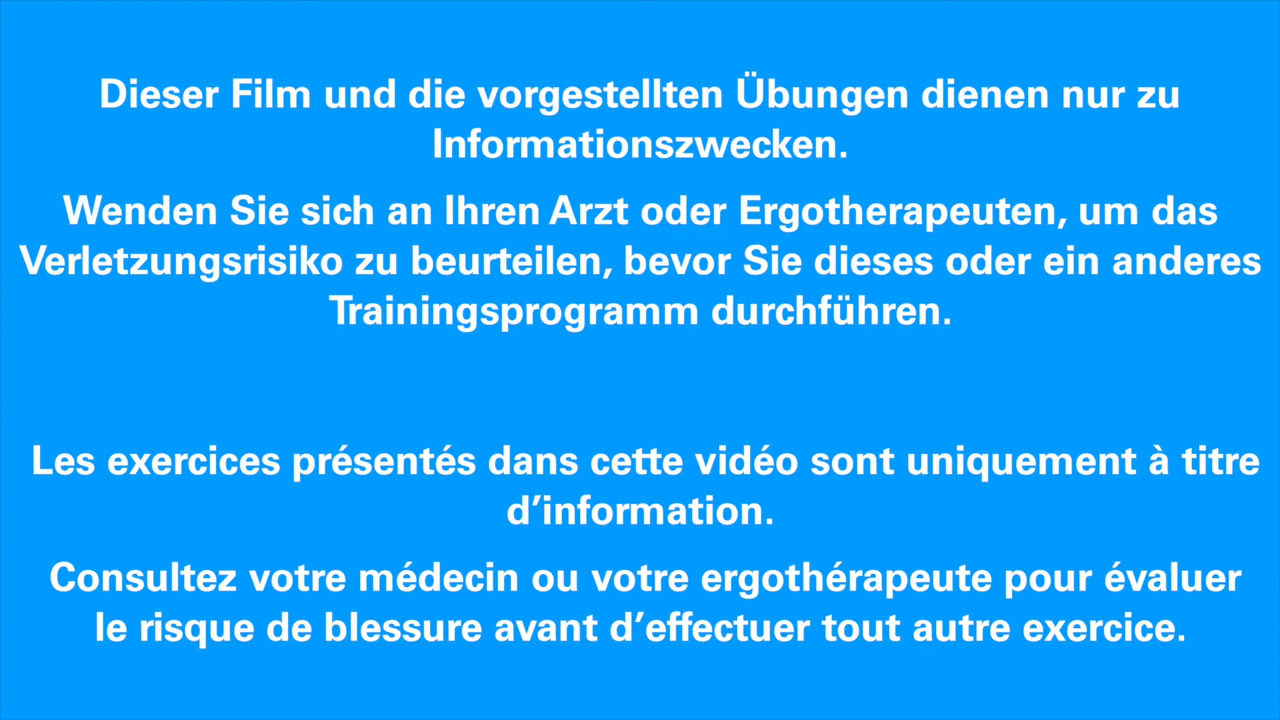 Dieser Film und die vorgestellten Übungen dienen nur zu
Informationszwecken.
Wenden Sie sich an Ihren Arzt oder Ergotherapeuten, um das
Verletzungsrisiko zu beurteilen, bevor Sie dieses oder ein anderes
Trainingsprogramm durchführen.
Les exercices présentés dans cette vidéo sont uniquement à titre
d’information.
Consultez votre médecin ou votre ergothérapeute pour évaluer
le risque de blessure avant d’effectuer tout autre exercice.